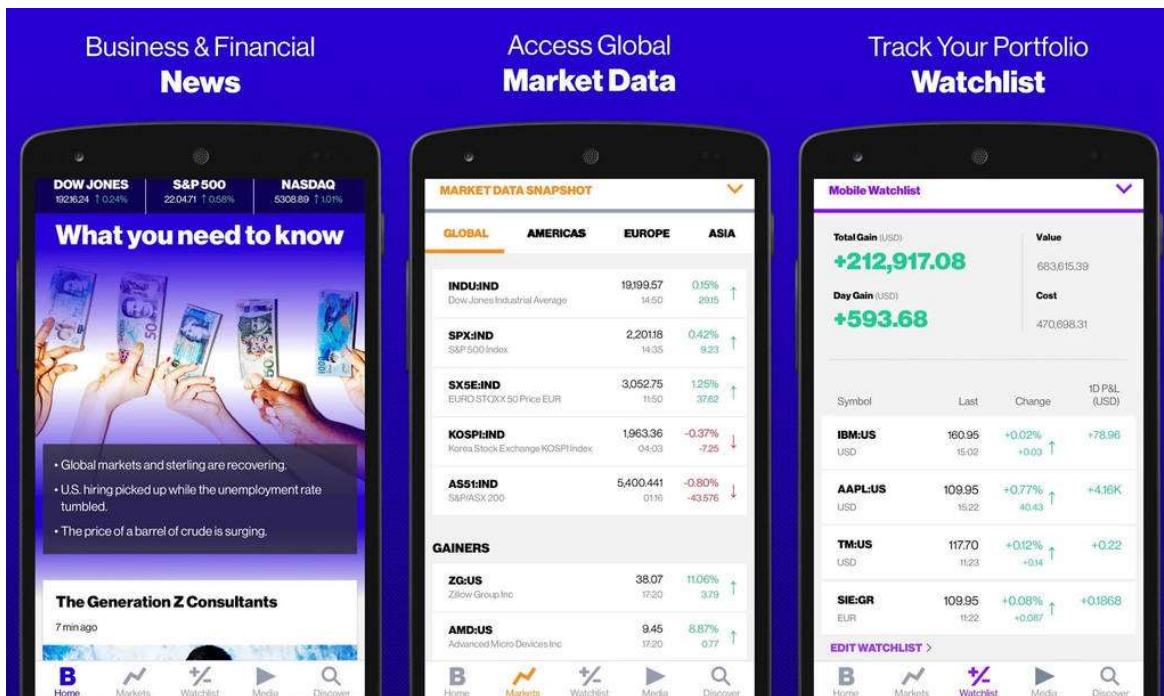 Business & Financial
News
DOW JONES S&P 500 NASDAQ
19216.24 ↑ 0.24% 2204.71 ↑ 0.58% 5308.89 ↑ 1.01%
What you need to know
• Global markets and sterling are recovering.
• U.S. hiring picked up while the unemployment rate
tumbled.
• The price of a barrel of crude is surging.
The Generation Z Consultants
7 min ago
B
Home Markets Watchlist Media Discover
Access Global
Market Data
MARKET DATA SNAPSHOT
GLOBAL AMERICAS EUROPE ASIA
INDU:IND 19,199.57 0.15% ↑
Dow Jones Industrial Average 14:50 29.15
SPX:IND 2,201.18 0.42% ↑
S&P 500 Index 14:35 9.23
SX5E:IND 3,052.75 1.25% ↑
EURO STOXX 50 Price EUR 11:50 37.62
KOSPI:IND 1,963.36 -0.37% ↓
Korea Stock Exchange KOSPI Index 04:03 -7.25
AS51:IND 5,400.441 -0.80% ↓
S&P/ASX 200 01:16 -43.576
GAINERS
ZG:US 38.07 11.06% ↑
Zillow Group Inc 17:20 3.79
AMD:US 9.45 8.87% ↑
Advanced Micro Devices Inc 17:20 0.77
B
Home Markets Watchlist Media Discover
Track Your Portfolio
Watchlist
Mobile Watchlist
Total Gain (USD) Value
+212,917.08 683,615.39
Day Gain (USD) Cost
+593.68 470,698.31
1D P&L
Symbol Last Change (USD)
IBM:US 160.95 +0.02% ↑ +78.96
USD 15:02 +0.03
AAPL:US 109.95 +0.77% ↑ +4.16K
USD 15:22 40.43
TM:US 117.70 +0.12% ↑ +0.22
USD 11:23 +0.14
SIE:GR 109.95 +0.08% ↑ +0.1868
EUR 11:22 +0.087
EDIT WATCHLIST >
B
Home Markets Watchlist Media Discover